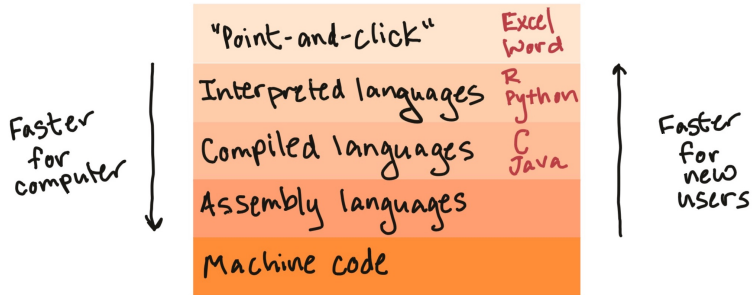 "Point-and-click"
Excel
Word
Interpreted languages
R
Python
Compiled languages
C
Java
Assembly languages
Machine code
Faster
for
computer
Faster
for
new
users